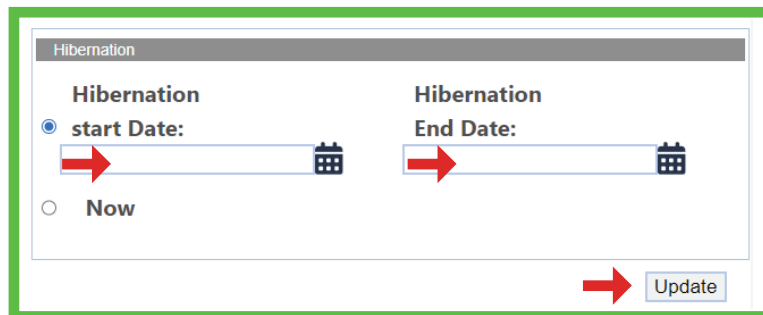 Hibernation
Hibernation
start Date:
Hibernation
End Date:
Now
Update